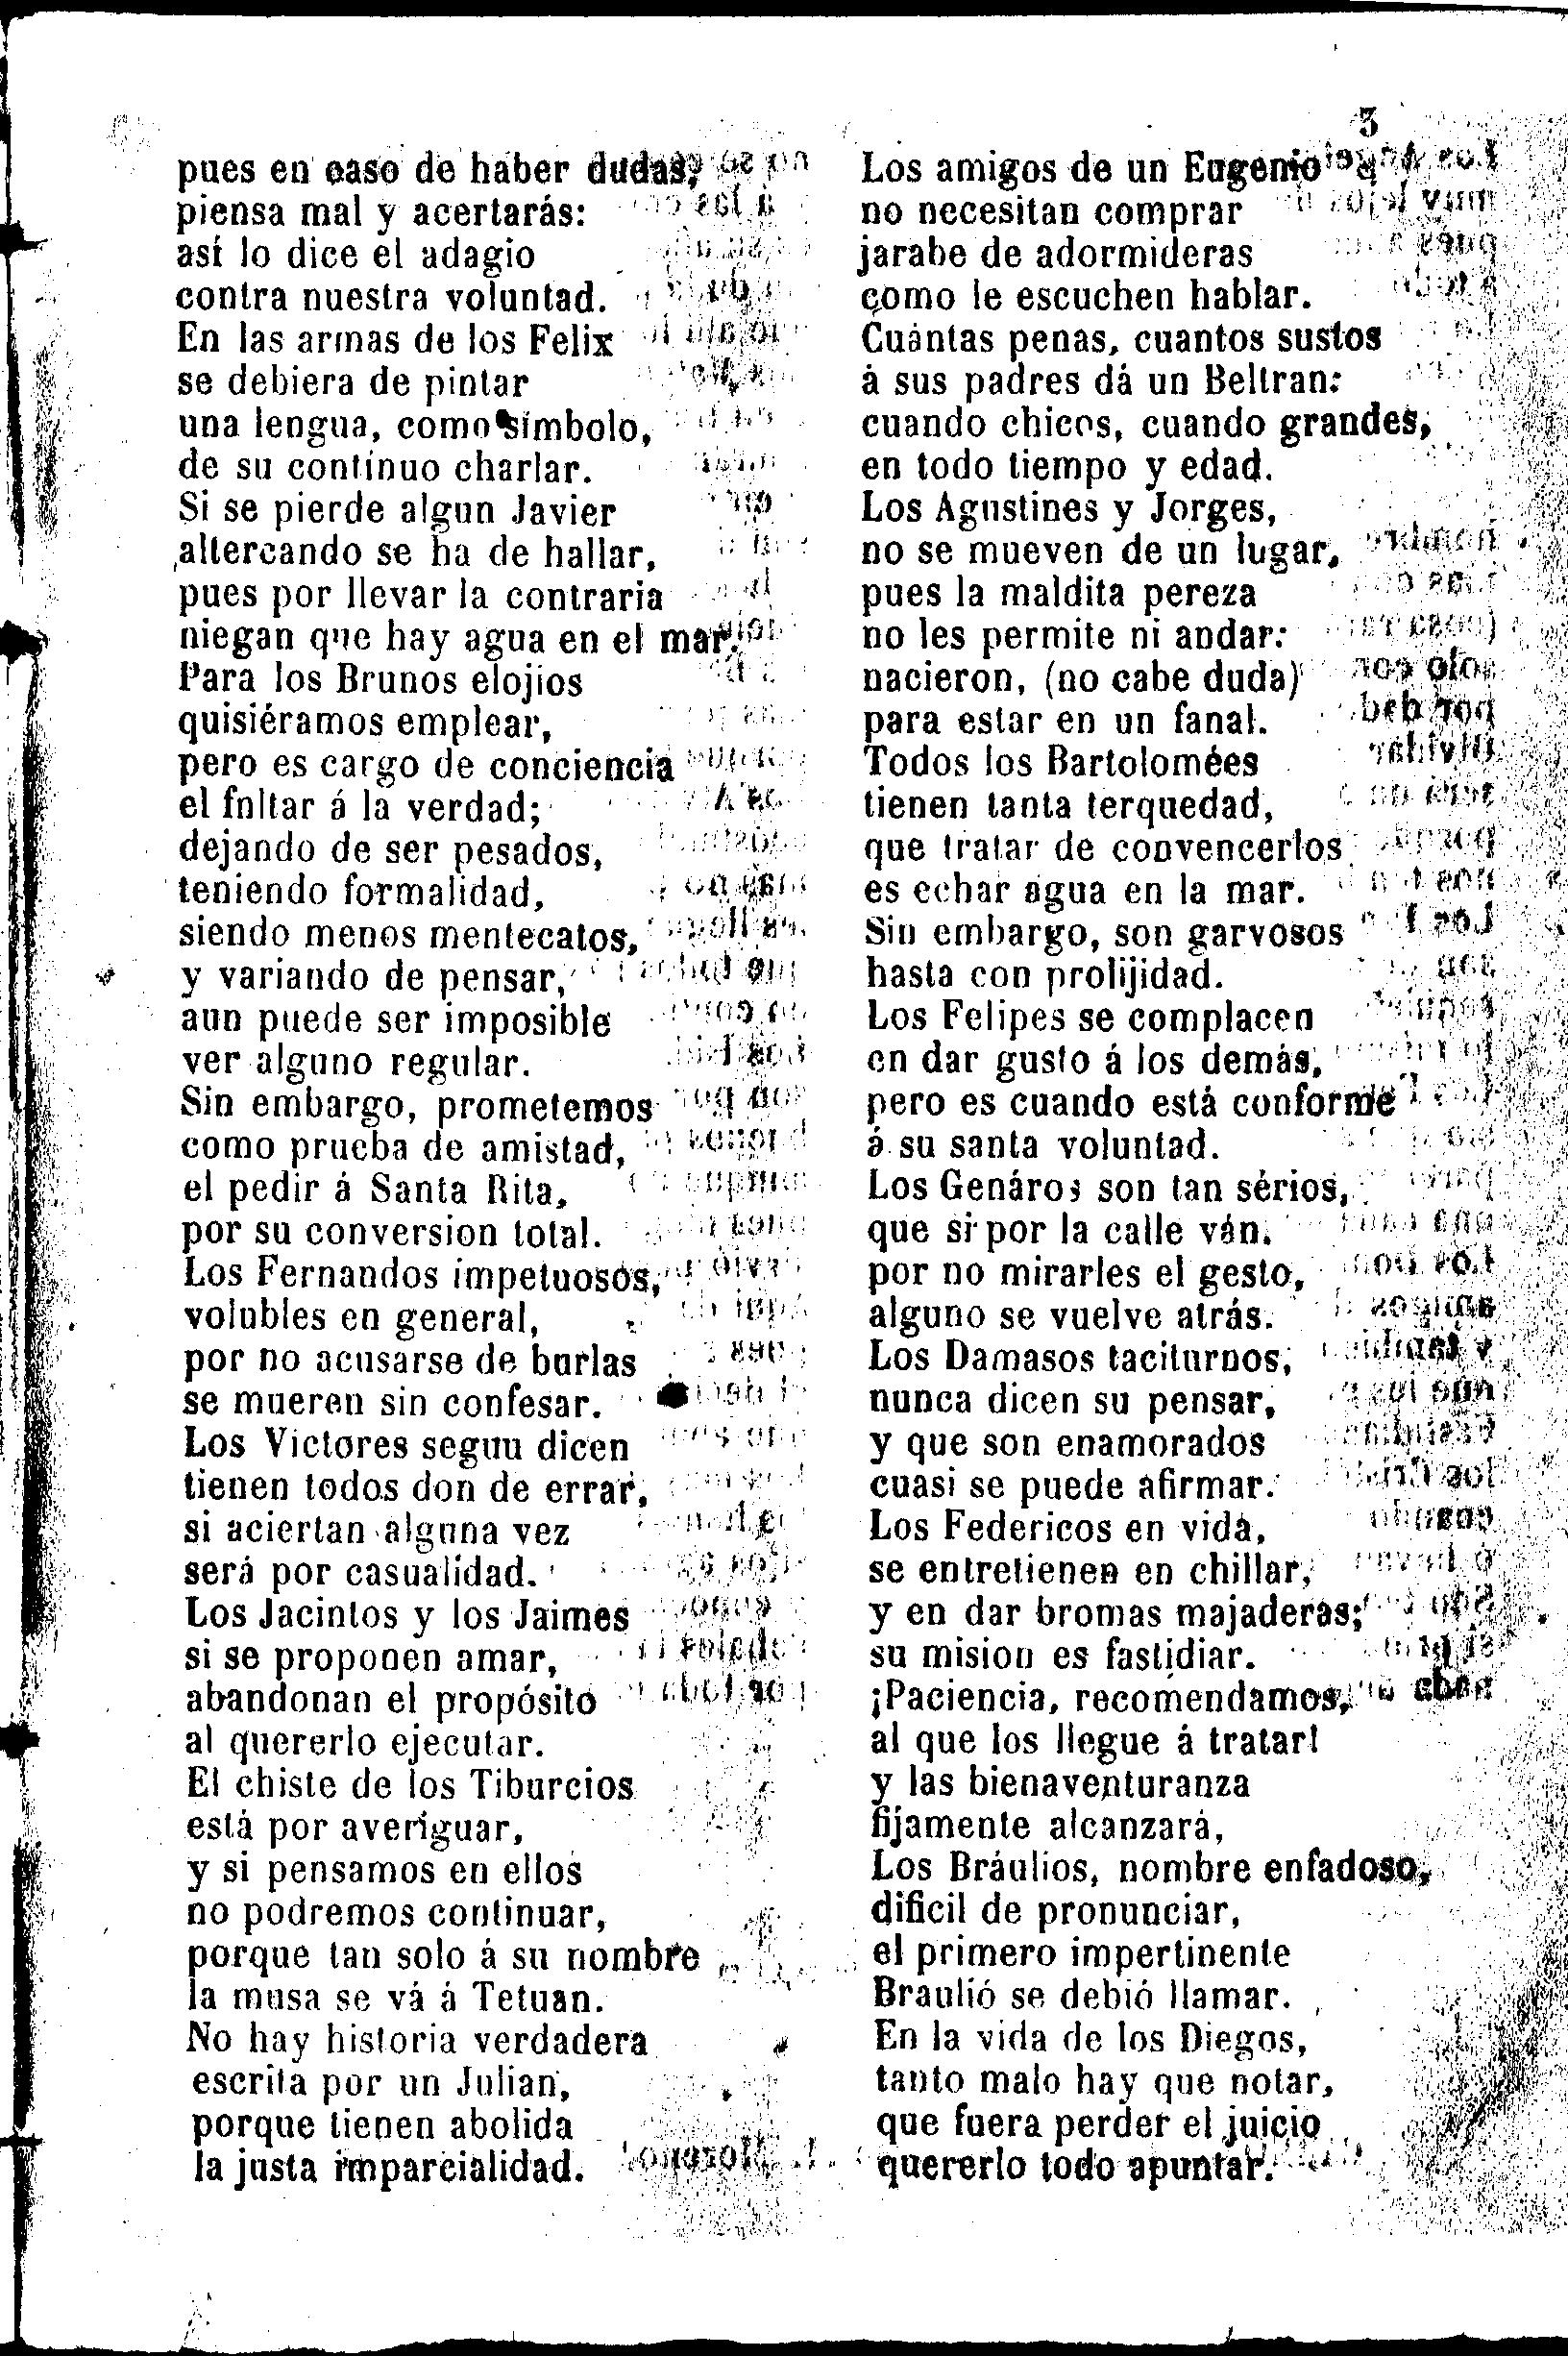 3
pues en caso de haber dudas,
piensa mal y acertarás:
así lo dice el adagio
contra nuestra voluntad.
En las armas de los Felix
se debiera de pintar
una lengua, como símbolo,
de su contínuo charlar.
Si se pierde algun Javier
altercando se ha de hallar,
pues por llevar la contraria
niegan que hay agua en el mar.
Para los Brunos elojios
quisiéramos emplear,
pero es cargo de conciencia
el fnltar á la verdad;
dejando de ser pesados,
teniendo formalidad,
siendo menos mentecatos,
y variando de pensar,
aun puede ser imposible
ver alguno regular.
Sin embargo, prometemos
como prueba de amistad,
el pedir á Santa Rita,
por su conversion total.
Los Fernandos impetuosos,
volubles en general,
por no acusarse de burlas
se mueren sin confesar.
Los Victores seguu dicen
tienen todos don de errar,
si aciertan alguna vez
será por casualidad.
Los Jacintos y los Jaimes
si se proponen amar,
abandonan el propósito
al quererlo ejecutar.
El chiste de los Tiburcios
está por averiguar,
y si pensamos en ellos
no podremos continuar,
porque tan solo á su nombre
la musa se vá á Tetuan.
No hay historia verdadera
escrita por un Julian,
porque tienen abolida
la justa imparcialidad.
Los amigos de un Eugenio
no necesitan comprar
jarabe de adormideras
como le escuchen hablar.
Cuántas penas, cuantos sustos
á sus padres dá un Beltran:
cuando chicos, cuando grandes,
en todo tiempo y edad.
Los Agustines y Jorges,
no se mueven de un lugar,
pues la maldita pereza
no les permite ni andar:
nacieron, (no cabe duda)
para estar en un fanal.
Todos los Bartolomées
tienen tanta terquedad,
que tratar de convencerlos
es echar agua en la mar.
Sin embargo, son garvosos
hasta con prolijidad.
Los Felipes se complacen
en dar gusto á los demás,
pero es cuando está conforme
á su santa voluntad.
Los Genáros son tan sérios,
que si por la calle ván.
por no mirarles el gesto,
alguno se vuelve atrás.
Los Damasos taciturnos,
nunca dicen su pensar,
y que son enamorados
cuasi se puede afirmar.
Los Federicos en vida,
se entretienen en chillar,
y en dar bromas majaderas;
su mision es fastidiar.
¡Paciencia, recomendamos,
al que los llegue á tratar!
y las bienaventuranza
fijamente alcanzará,
Los Bráulios, nombre enfadoso,
dificil de pronunciar,
el primero impertinente
Braulió se debió llamar.
En la vida de los Diegos,
tanto malo hay que notar,
que fuera perder el juicio
quererlo todo apuntar.